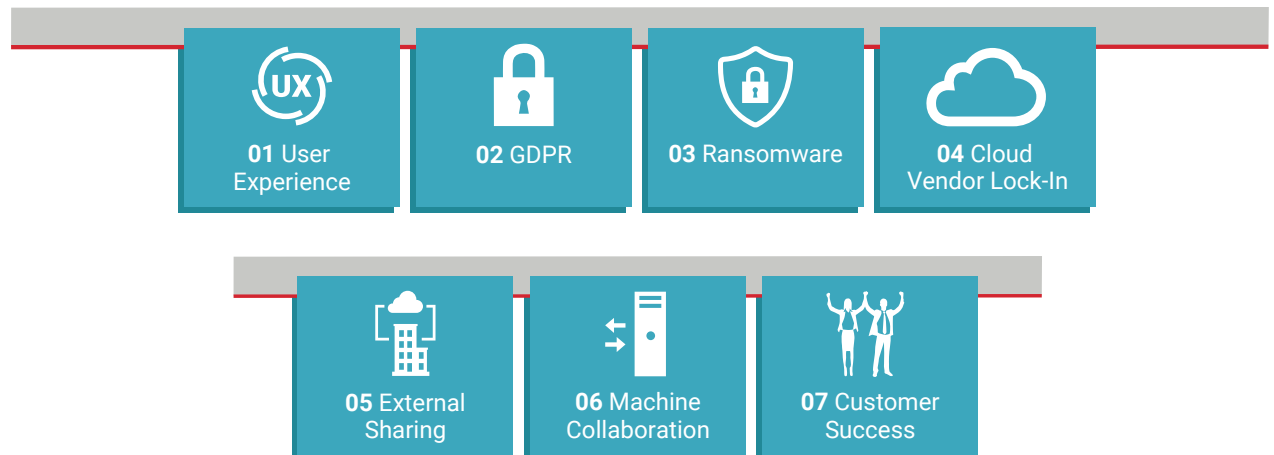 UX
01 User
Experience
02 GDPR
03 Ransomware
04 Cloud
Vendor Lock-In
05 External
Sharing
06 Machine
Collaboration
07 Customer
Success